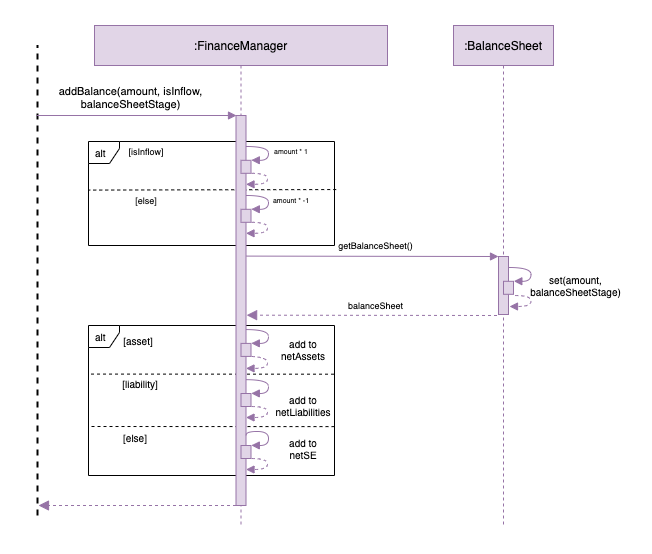 :FinanceManager
:BalanceSheet
addBalance(amount, isInflow,
balanceSheetStage)
alt
[isInflow]
amount * 1
[else]
amount * -1
getBalanceSheet()
set(amount,
balanceSheetStage)
balanceSheet
alt
[asset]
add to
netAssets
[liability]
add to
netLiabilities
[else]
add to
netSE